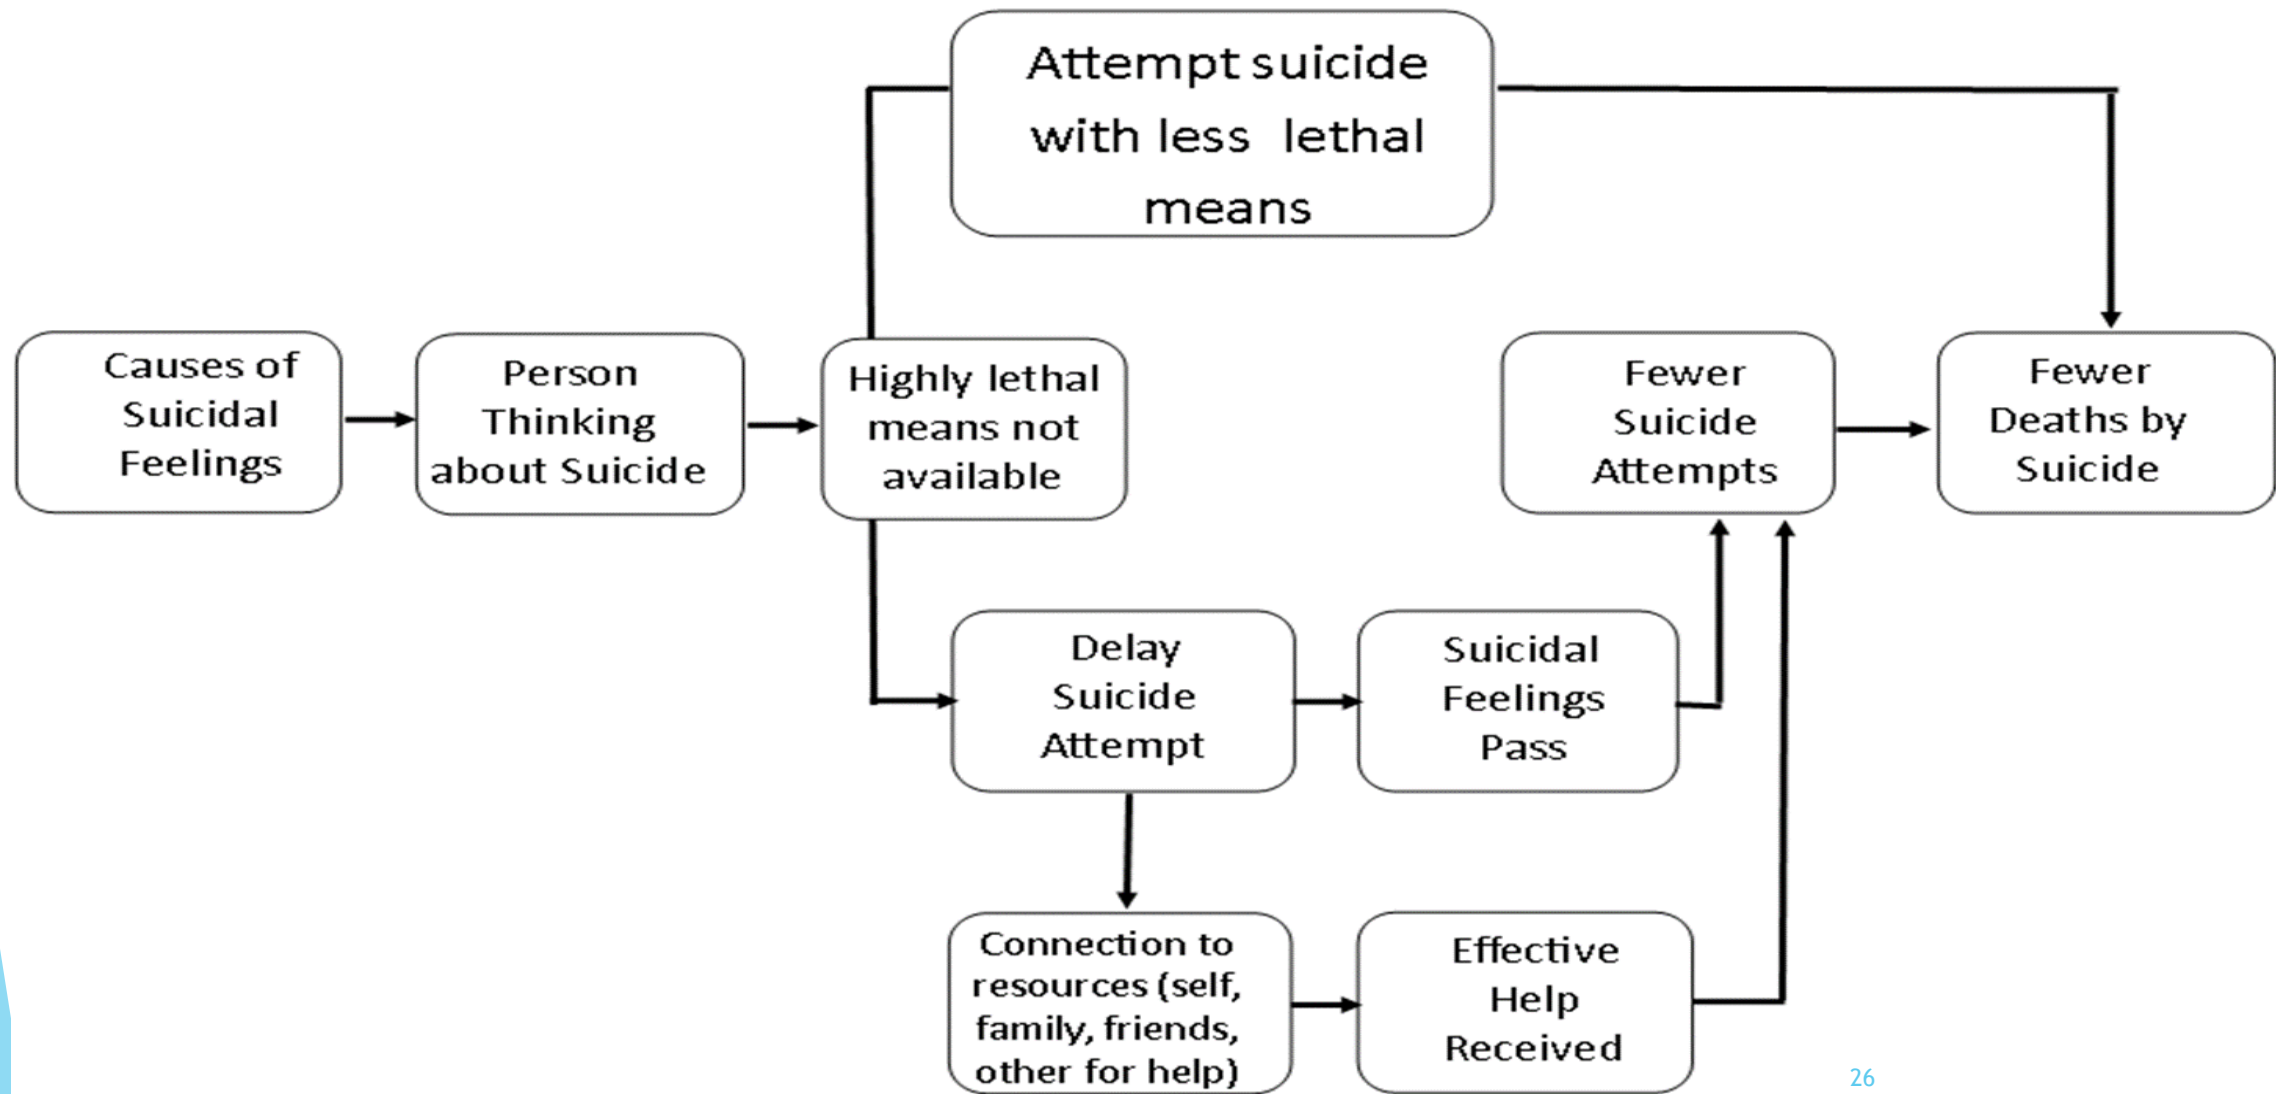 Attempt suicide
with less lethal
means
Causes of
Suicidal
Feelings
Person
Thinking
about Suicide
Highly lethal
means not
available
Fewer
Suicide
Attempts
Fewer
Deaths by
Suicide
Delay
Suicide
Attempt
Suicidal
Feelings
Pass
Connection to
resources (self,
family, friends,
other for help)
Effective
Help
Received
26